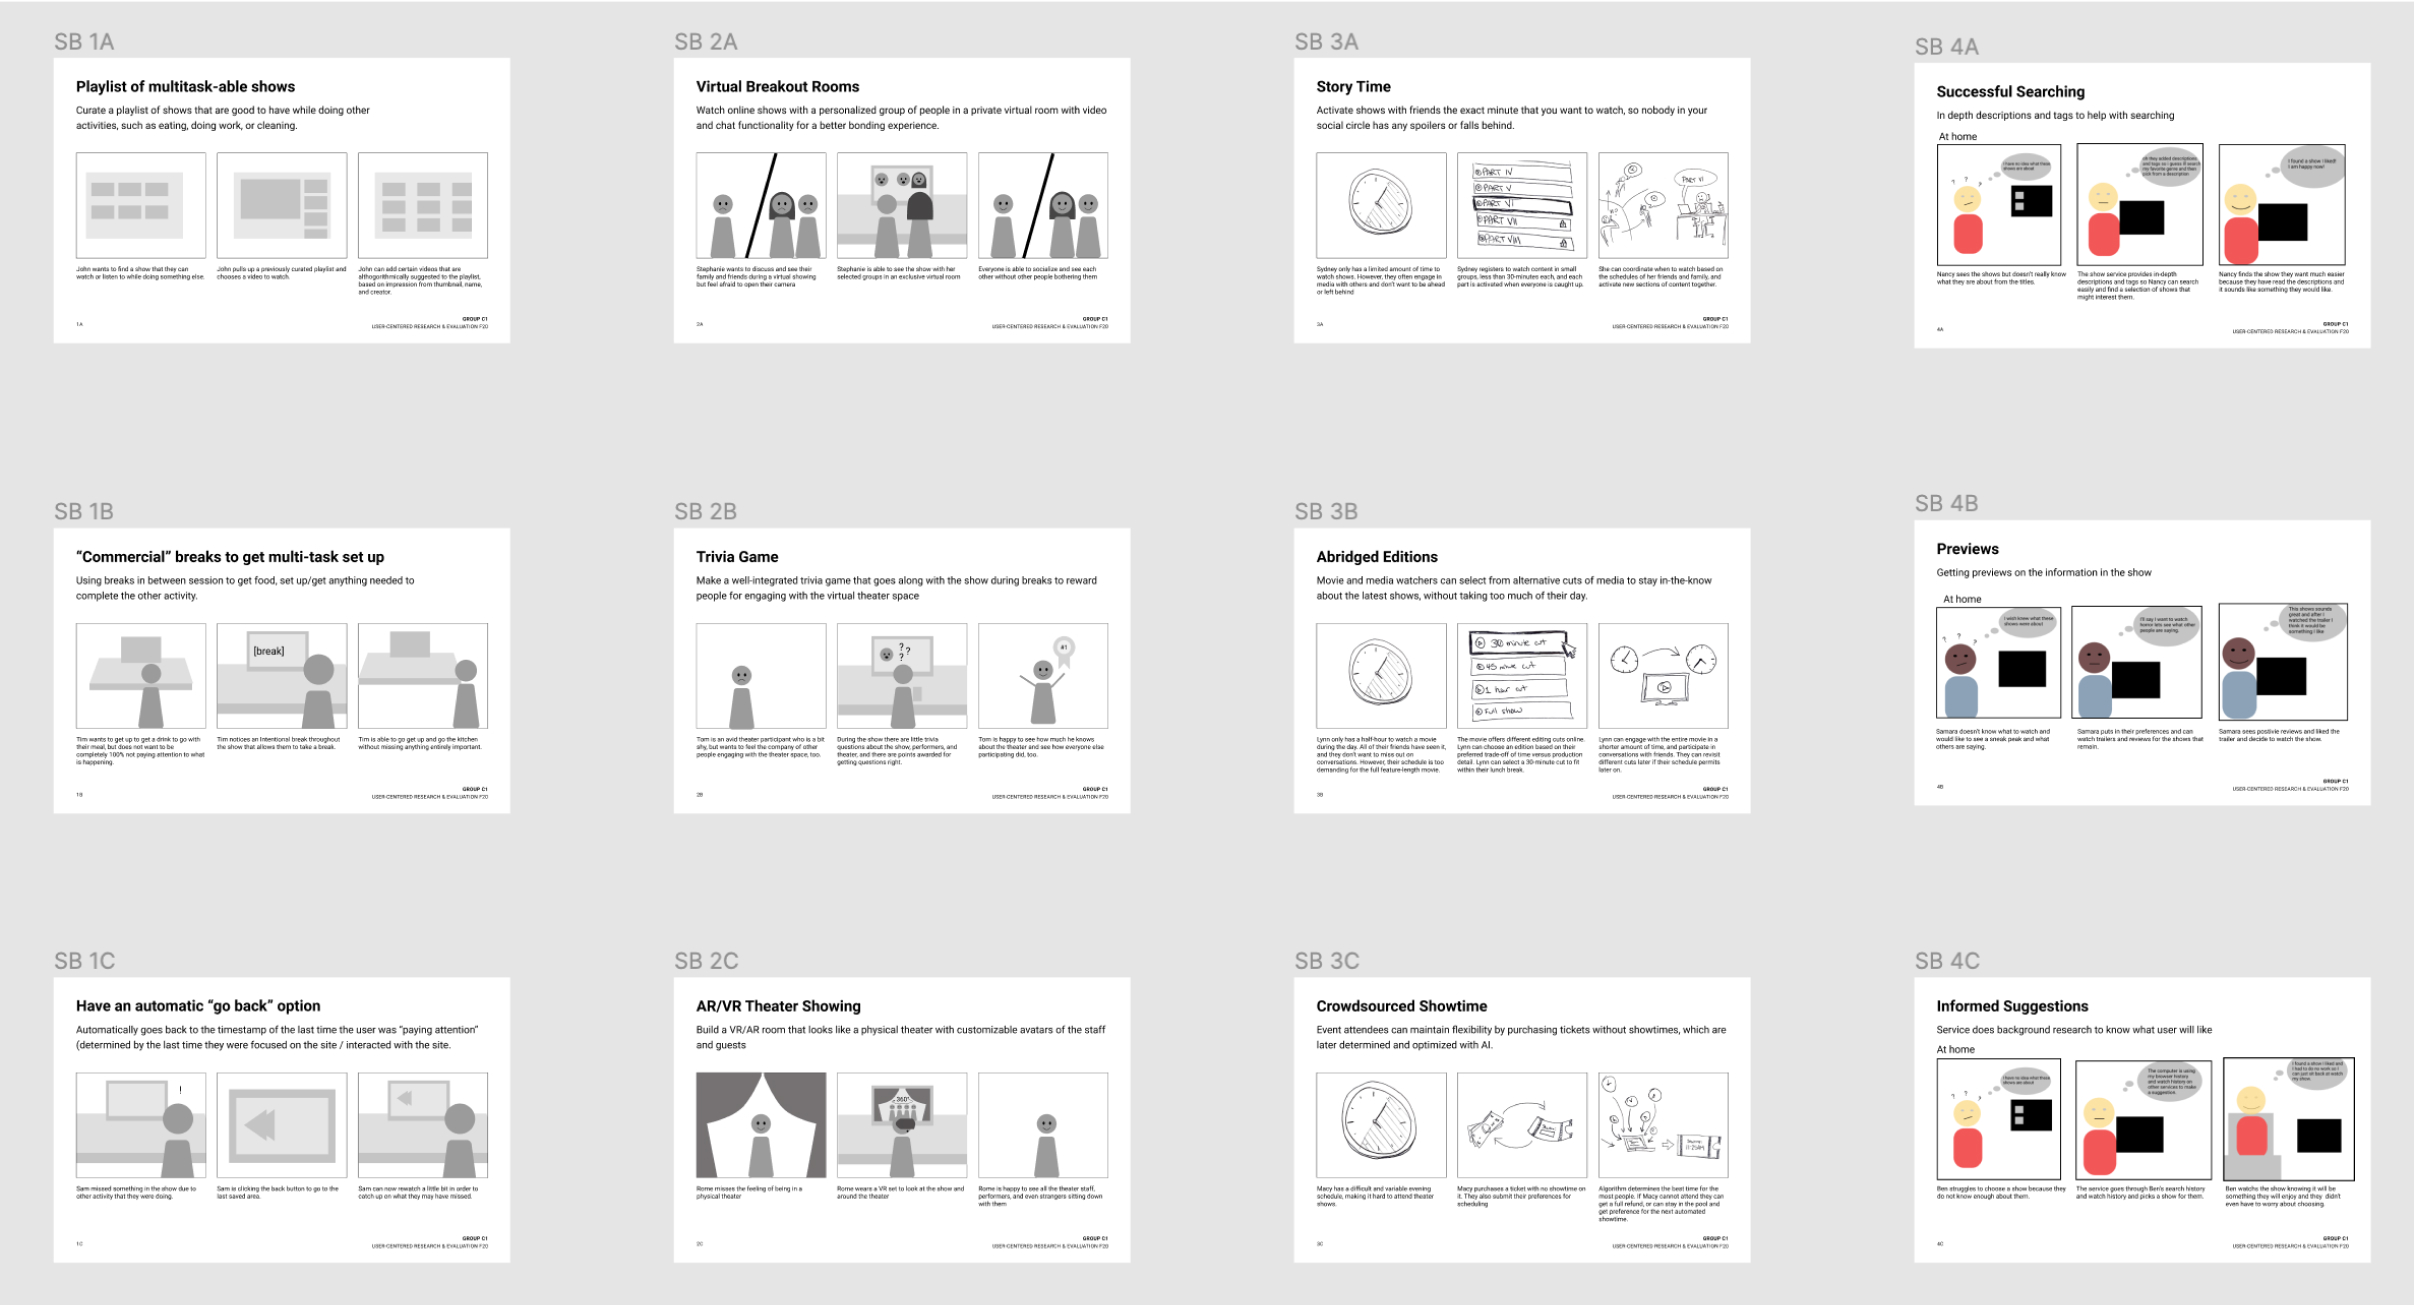 SB 1A
Playlist of multitask-able shows
Curate a playlist of shows that are good to have while doing other
activities, such as eating, doing work, or cleaning.
John wants to find a show that they can
watch or listen to while doing something else.
John pulls up a previously curated playlist and
chooses a video to watch.
John can add certain videos that are
althogorithmically suggested to the playlist,
based on impression from thumbnail, name,
and creator.
1A
GROUP C1
USER-CENTERED RESEARCH & EVALUATION F20
SB 2A
Virtual Breakout Rooms
Watch online shows with a personalized group of people in a private virtual room with video
and chat functionality for a better bonding experience.
Stephanie wants to discuss and see their
family and friends during a virtual showing
but feel afraid to open their camera
Stephanie is able to see the show with her
selected groups in an exclusive virtual room
Everyone is able to socialize and see each
other without other people bothering them
2A
GROUP C1
USER-CENTERED RESEARCH & EVALUATION F20
SB 3A
Story Time
Activate shows with friends the exact minute that you want to watch, so nobody in your
social circle has any spoilers or falls behind.
PART IV
PART V
PART VI
PART VII
PART VIII
PART VI
Sydney only has a limited amount of time to
watch shows. However, they often engage in
media with others and don't want to be ahead
or left behind
Sydney registers to watch content in small
groups, less than 30-minutes each, and each
part is activated when everyone is caught up.
She can coordinate when to watch based on
the schedules of her friends and family, and
activate new sections of content together.
3A
GROUP C1
USER-CENTERED RESEARCH & EVALUATION F20
SB 4A
Successful Searching
In depth descriptions and tags to help with searching
At home
? ? ?
I have no idea what these
shows are about
they added descriptions
and tags so I guess I'll search
my favorite genre and then
pick from a description
I found a show I liked!
I am happy now!
Nancy sees the shows but doesn't really know
what they are about from the titles.
The show service provides in-depth
descriptions and tags so Nancy can search
easily and find a selection of shows that
might interest them.
Nancy finds the show they want much easier
because they have read the descriptions and
it sounds like something they would like.
4A
GROUP C1
USER-CENTERED RESEARCH & EVALUATION F20
SB 1B
“Commercial” breaks to get multi-task set up
Using breaks in between session to get food, set up/get anything needed to
complete the other activity.
[break]
Tim wants to get up to get a drink to go with
their meal, but does not want to be
completely 100% not paying attention to what
is happening.
Tim notices an Intentional break throughout
the show that allows them to take a break.
Tim is able to go get up and go the kitchen
without missing anything entirely important.
1B
GROUP C1
USER-CENTERED RESEARCH & EVALUATION F20
SB 2B
Trivia Game
Make a well-integrated trivia game that goes along with the show during breaks to reward
people for engaging with the virtual theater space
? ? ?
#1
Tom is an avid theater participant who is a bit
shy, but wants to feel the company of other
people engaging with the theater space, too.
During the show there are little trivia
questions about the show, performers, and
theater, and there are points awarded for
getting questions right.
Tom is happy to see how much he knows
about the theater and see how everyone else
participating did, too.
2B
GROUP C1
USER-CENTERED RESEARCH & EVALUATION F20
SB 3B
Abridged Editions
Movie and media watchers can select from alternative cuts of media to stay in-the-know
about the latest shows, without taking too much of their day.
30 minute cut
45 minute cut
1 hour cut
Full show
Lynn only has a half-hour to watch a movie
during the day. All of their friends have seen it,
and they don't want to miss out on
conversations. However, their schedule is too
demanding for the full feature-length movie.
The movie offers different editing cuts online.
Lynn can choose an edition based on their
preferred trade-off of time versus production
detail. Lynn can select a 30-minute cut to fit
within their lunch break.
Lynn can engage with the entire movie in a
shorter amount of time, and participate in
conversations with friends. They can revisit
different cuts later if their schedule permits
later on.
3B
GROUP C1
USER-CENTERED RESEARCH & EVALUATION F20
SB 4B
Previews
Getting previews on the information in the show
At home
? ? ?
I wish knew what these
shows were about
I'll say I want to watch
horror lets see what other
people are saying.
This shows sounds
great and after I
watched the trailer I
think it would be
something I like
Samara doesn't know what to watch and
would like to see a sneak peak and what
others are saying.
Samara puts in their preferences and can
watch trailers and reviews for the shows that
remain.
Samara sees postivie reviews and liked the
trailer and decide to watch the show.
4B
GROUP C1
USER-CENTERED RESEARCH & EVALUATION F20
SB 1C
Have an automatic “go back” option
Automatically goes back to the timestamp of the last time the user was “paying attention”
(determined by the last time they were focused on the site / interacted with the site.
!
Sam missed something in the show due to
other activity that they were doing.
Sam is clicking the back button to go to the
last saved area.
Sam can now rewatch a little bit in order to
catch up on what they may have missed.
1C
GROUP C1
USER-CENTERED RESEARCH & EVALUATION F20
SB 2C
AR/VR Theater Showing
Build a VR/AR room that looks like a physical theater with customizable avatars of the staff
and guests
360°
Rome misses the feeling of being in a
physical theater
Rome wears a VR set to look at the show and
around the theater
Rome is happy to see all the theater staff,
performers, and even strangers sitting down
with them
2C
GROUP C1
USER-CENTERED RESEARCH & EVALUATION F20
SB 3C
Crowdsourced Showtime
Event attendees can maintain flexibility by purchasing tickets without showtimes, which are
later determined and optimized with AI.
Macy has a difficult and variable evening
schedule, making it hard to attend theater
shows.
Macy purchases a ticket with no showtime on
it. They also submit their preferences for
scheduling
Algorithm determines the best time for the
most people. If Macy cannot attend they can
get a full refund, or can stay in the pool and
get preference for the next automated
showtime.
3C
GROUP C1
USER-CENTERED RESEARCH & EVALUATION F20
SB 4C
Informed Suggestions
Service does background research to know what user will like
At home
? ? ?
I have no idea what these
shows are about
The computer is using
my browser history
and watch history on
other services to make
a suggestion.
I found a show I liked and
I had to do no work so I
can just sit back and watch
my show.
Ben struggles to choose a show because they
do not know enough about them.
The service goes through Ben's search history
and watch history and picks a show for them.
Ben watchs the show knowing it will be
something they will enjoy and they didn't
even have to worry about choosing.
4C
GROUP C1
USER-CENTERED RESEARCH & EVALUATION F20